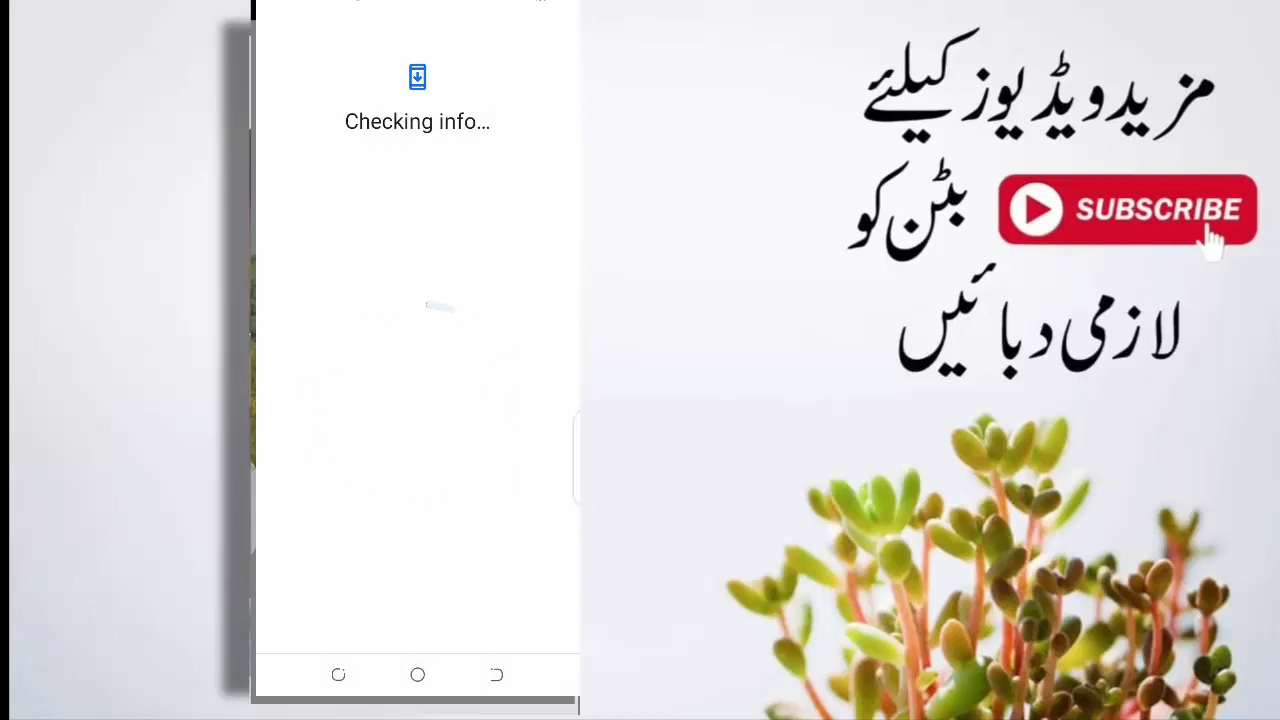 Checking info...
مزید ویڈیوز کیلئے
SUBSCRIBE بٹن کو
لازمی دبائیں